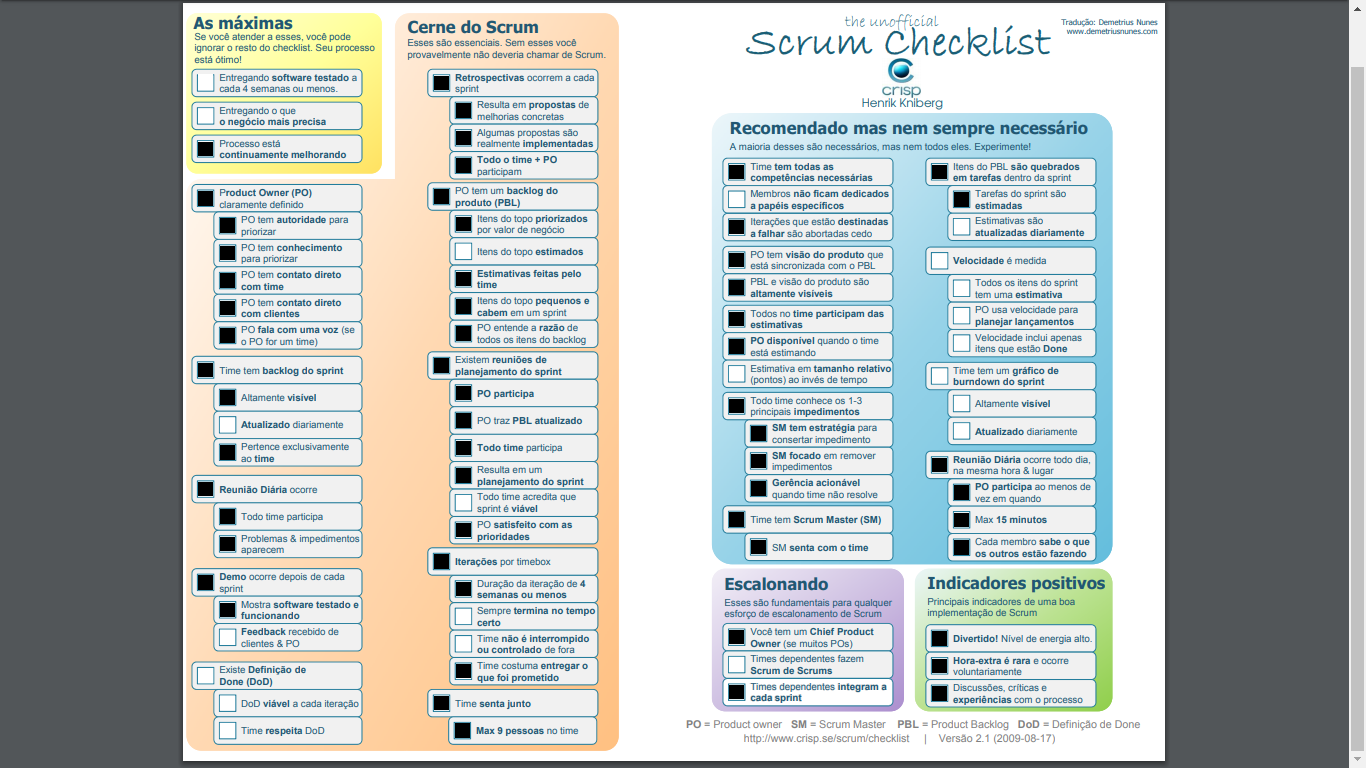 As máximas
Se você atender a esses, você pode
ignorar o resto do checklist. Seu processo
está ótimo!
Entregando software testado a
cada 4 semanas ou menos.
Entregando o que
o negócio mais precisa
Processo está
continuamente melhorando
Product Owner (PO)
claramente definido
PO tem autoridade para
priorizar
PO tem conhecimento
para priorizar
PO tem contato direto
com time
PO tem contato direto
com clientes
PO fala com uma voz (se
o PO for um time)
Time tem backlog do sprint
Altamente visível
Atualizado diariamente
Pertence exclusivamente
ao time
Reunião Diária ocorre
Todo time participa
Problemas & impedimentos
aparecem
Demo ocorre depois de cada
sprint
Mostra software testado e
funcionando
Feedback recebido de
clientes & PO
Existe Definição de
Done (DoD)
DoD viável a cada iteração
Time respeita DoD
Cerne do Scrum
Esses são essenciais. Sem esses você
provavelmente não deveria chamar de Scrum.
Retrospectivas ocorrem a cada
sprint
Resulta em propostas de
melhorias concretas
Algumas propostas são
realmente implementadas
Todo o time + PO
participam
PO tem um backlog do
produto (PBL)
Itens do topo priorizados
por valor de negócio
Itens do topo estimados
Estimativas feitas pelo
time
Itens do topo pequenos e
cabem em um sprint
PO entende a razão de
todos os itens do backlog
Existem reuniões de
planejamento do sprint
PO participa
PO traz PBL atualizado
Todo time participa
Resulta em um
planejamento do sprint
Todo time acredita que
sprint é viável
PO satisfeito com as
prioridades
Iterações por timebox
Duração da iteração de 4
semanas ou menos
Sempre termina no tempo
certo
Time não é interrompido
ou controlado de fora
Time costuma entregar o
que foi prometido
Time senta junto
Max 9 pessoas no time
the unofficial
Scrum Checklist
crisp
Henrik Kniberg
Tradução: Demetrius Nunes
www.demetriusnunes.com
Recomendado mas nem sempre necessário
A maioria desses são necessários, mas nem todos eles. Experimente!
Time tem todas as
competências necessárias
Membros não ficam dedicados
a papéis específicos
Iterações que estão destinadas
a falhar são abortadas cedo
PO tem visão do produto que
está sincronizada com o PBL
PBL e visão do produto são
altamente visíveis
Todos no time participam das
estimativas
PO disponível quando o time
está estimando
Estimativa em tamanho relativo
(pontos) ao invés de tempo
Todo time conhece os 1-3
principais impedimentos
SM tem estratégia para
consertar impedimento
SM focado em remover
impedimentos
Gerência acionável
quando time não resolve
Time tem Scrum Master (SM)
SM senta com o time
Itens do PBL são quebrados
em tarefas dentro da sprint
Tarefas do sprint são
estimadas
Estimativas são
atualizadas diariamente
Velocidade é medida
Todos os itens do sprint
tem uma estimativa
PO usa velocidade para
planejar lançamentos
Velocidade inclui apenas
itens que estão Done
Time tem um gráfico de
burndown do sprint
Altamente visível
Atualizado diariamente
Reunião Diária ocorre todo dia,
na mesma hora & lugar
PO participa ao menos de
vez em quando
Max 15 minutos
Cada membro sabe o que
os outros estão fazendo
Escalonando
Esses são fundamentais para qualquer
esforço de escalonamento de Scrum
Você tem um Chief Product
Owner (se muitos POs)
Times dependentes fazem
Scrum de Scrums
Times dependentes integram a
cada sprint
Indicadores positivos
Principais indicadores de uma boa
implementação de Scrum
Divertido! Nível de energia alto.
Hora-extra é rara e ocorre
voluntariamente
Discussões, críticas e
experiências com o processo
PO = Product owner SM = Scrum Master PBL = Product Backlog DoD = Definição de Done
http://www.crisp.se/scrum/checklist | Versão 2.1 (2009-08-17)